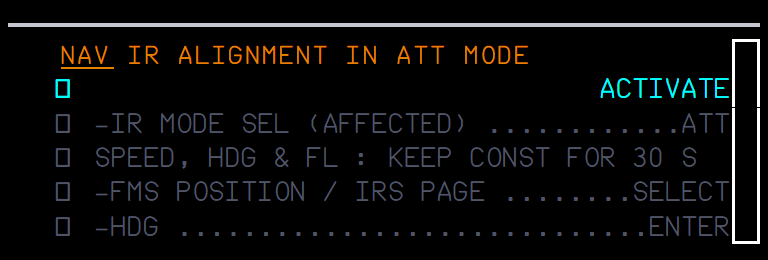 NAV IR ALIGNMENT IN ATT MODE
ACTIVATE
-IR MODE SEL (AFFECTED) ............ATT
SPEED, HDG & FL : KEEP CONST FOR 30 S
-FMS POSITION / IRS PAGE ........SELECT
-HDG .............................ENTER